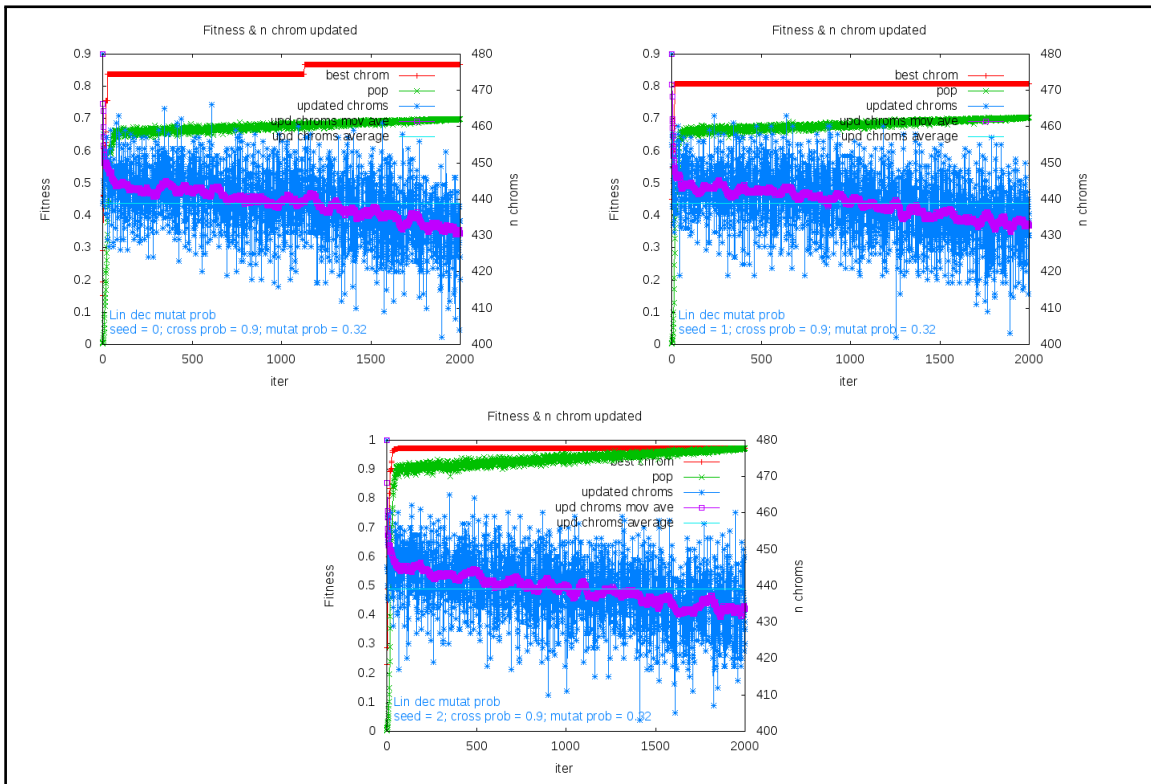 Fitness & n chrom updated
0.9
0.8
0.7
0.6
0.5
0.4
0.3
0.2
0.1
0
Fitness
best chrom
pop
updated chroms
upd chroms mov ave
upd chroms average
480
470
460
450
440
430
420
410
400
n chroms
Lin dec mutat prob
seed = 0; cross prob = 0.9; mutat prob = 0.32
0 500 1000 1500 2000
iter
Fitness & n chrom updated
0.9
0.8
0.7
0.6
0.5
0.4
0.3
0.2
0.1
0
Fitness
best chrom
pop
updated chroms
upd chroms mov ave
upd chroms average
480
470
460
450
440
430
420
410
400
n chroms
Lin dec mutat prob
seed = 1; cross prob = 0.9; mutat prob = 0.32
0 500 1000 1500 2000
iter
Fitness & n chrom updated
1
0.9
0.8
0.7
0.6
0.5
0.4
0.3
0.2
0.1
0
Fitness
best chrom
pop
updated chroms
upd chroms mov ave
upd chroms average
480
470
460
450
440
430
420
410
400
n chroms
Lin dec mutat prob
seed = 2; cross prob = 0.9; mutat prob = 0.32
0 500 1000 1500 2000
iter